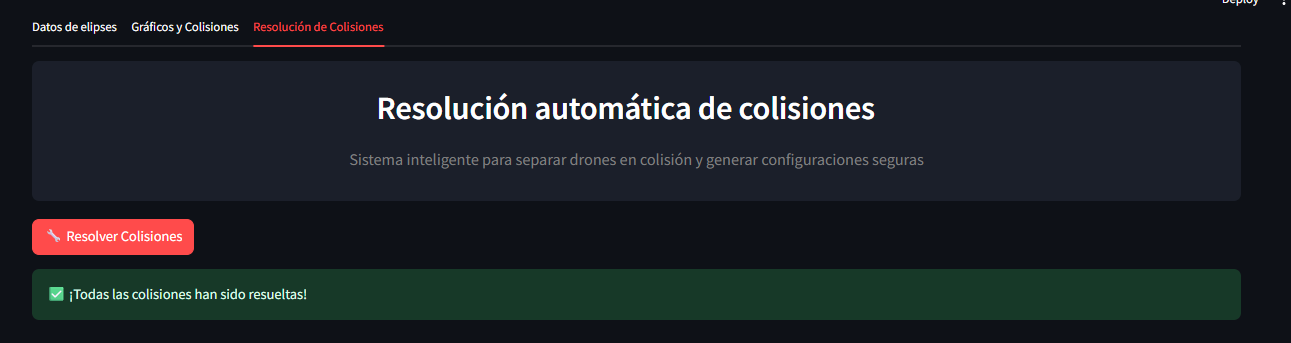 Deploy
Datos de elipses Gráficos y Colisiones Resolución de Colisiones
Resolución automática de colisiones
Sistema inteligente para separar drones en colisión y generar configuraciones seguras
Resolver Colisiones
¡Todas las colisiones han sido resueltas!